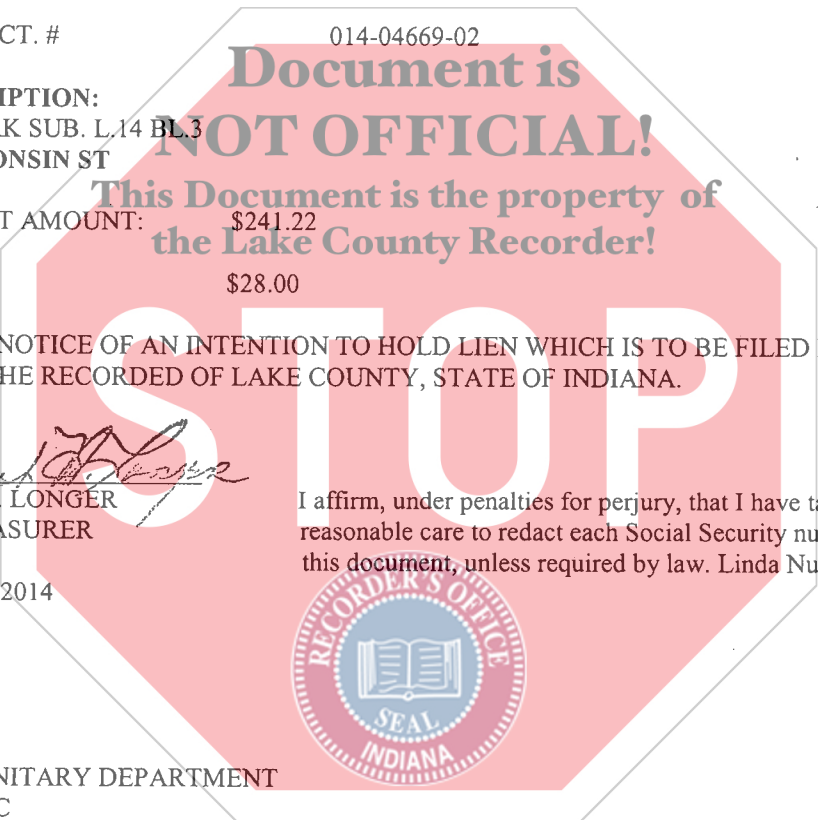 CT. # 014-04669-02
Document is
IPTION:
RK SUB. L.14 BL.3
NOT OFFICIAL!
ONSIN ST
This Document is the property of
T AMOUNT: $241.22
the Lake County Recorder!
$28.00
STOP
NOTICE OF AN INTENTION TO HOLD LIEN WHICH IS TO BE FILED
HE RECORDED OF LAKE COUNTY, STATE OF INDIANA.
LONGER
ASURER
I affirm, under penalties for perjury, that I have ta
reasonable care to redact each Social Security nu
this document, unless required by law. Linda Nu
2014
RECORDER'S OFFICE
SEAL
INDIANA
NITARY DEPARTMENT
C